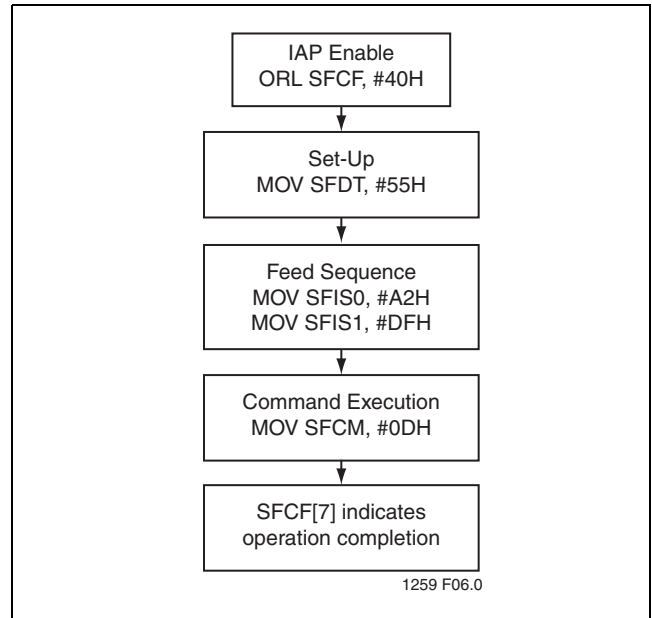 IAP Enable
ORL SFCF, #40H
Set-Up
MOV SFDT, #55H
Feed Sequence
MOV SFIS0, #A2H
MOV SFIS1, #DFH
Command Execution
MOV SFCM, #0DH
SFCF[7] indicates
operation completion
1259 F06.0